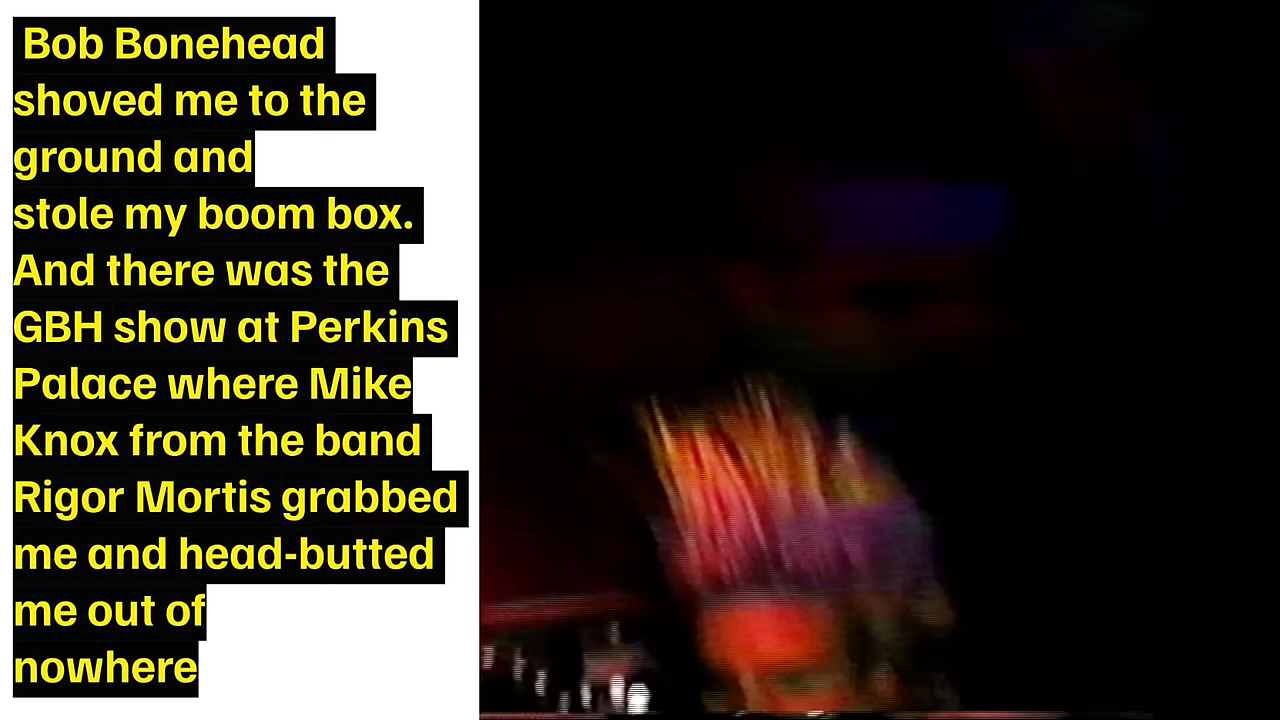 Bob Bonehead
shoved me to the
ground and
stole my boom box.
And there was the
GBH show at Perkins
Palace where Mike
Knox from the band
Rigor Mortis grabbed
me and head-butted
me out of
nowhere